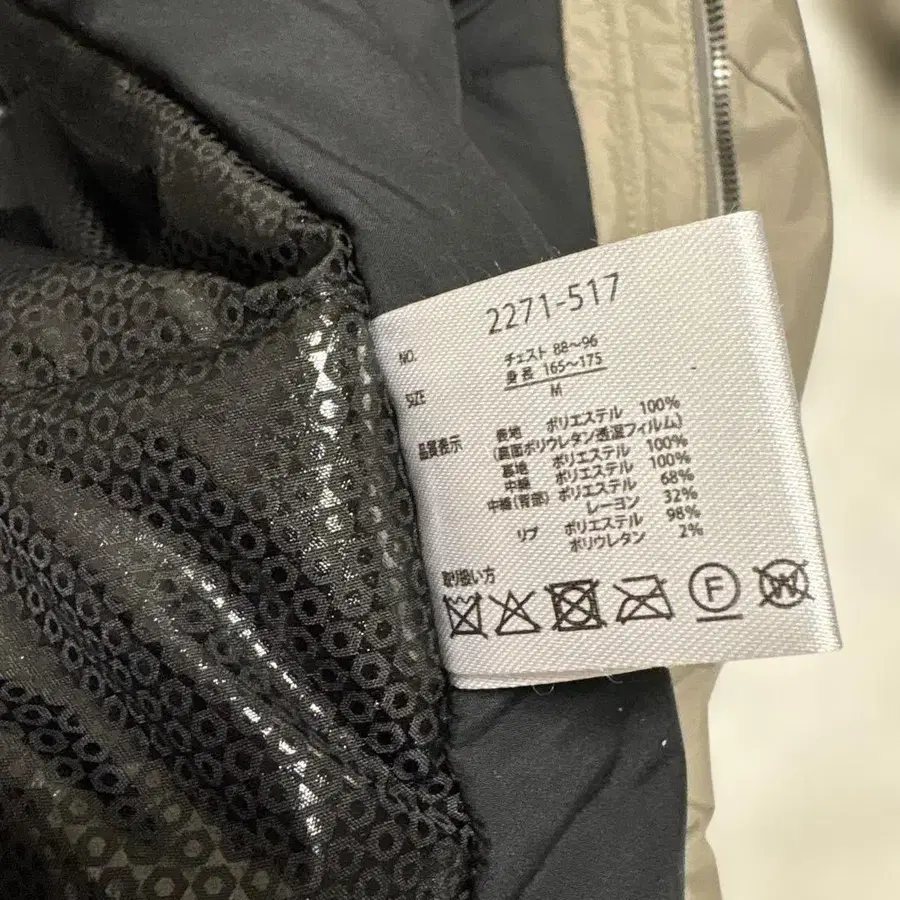 NO. 2271-517
チェスト 88～96
SIZE 身長 165～175
M
品質表示 表地 ポリエステル 100%
(裏面ポリウレタン透湿フィルム)
裏地 ポリエステル 100%
中綿 ポリエステル 100%
中綿(背部) ポリエステル 68%
レーヨン 32%
リブ ポリエステル 98%
ポリウレタン 2%
取り扱い方
F W